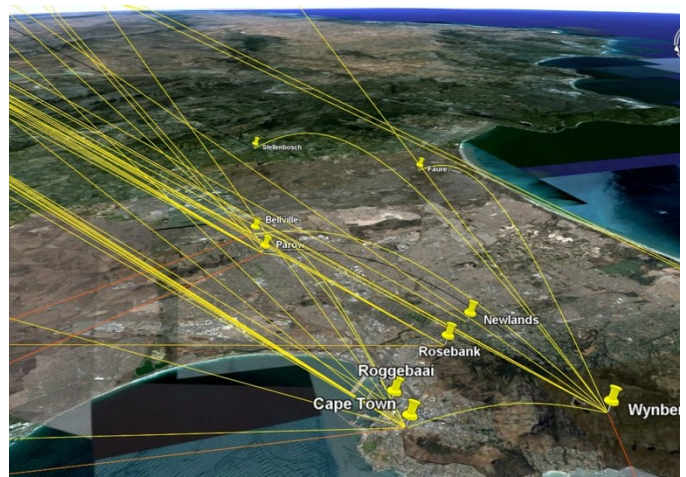 Stellenbosch
Faure
Bellville
Parow
Newlands
Rosebank
Roggebaai
Cape Town
Wynber